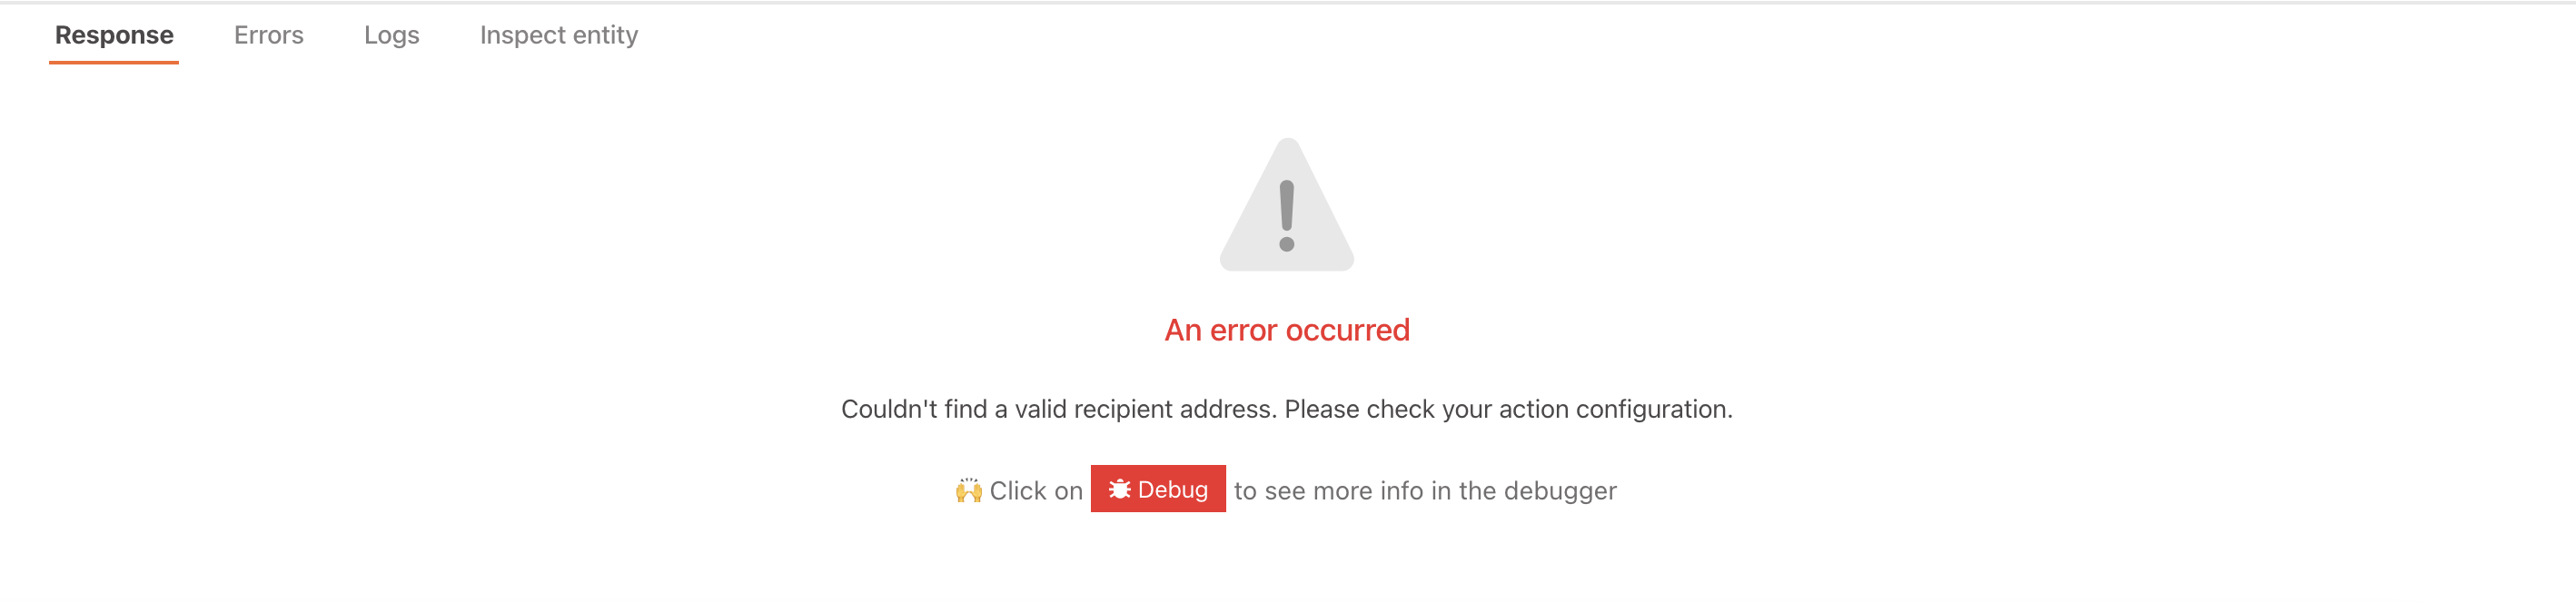 Response Errors Logs Inspect entity
An error occurred
Couldn't find a valid recipient address. Please check your action configuration.
🙌 Click on Debug to see more info in the debugger